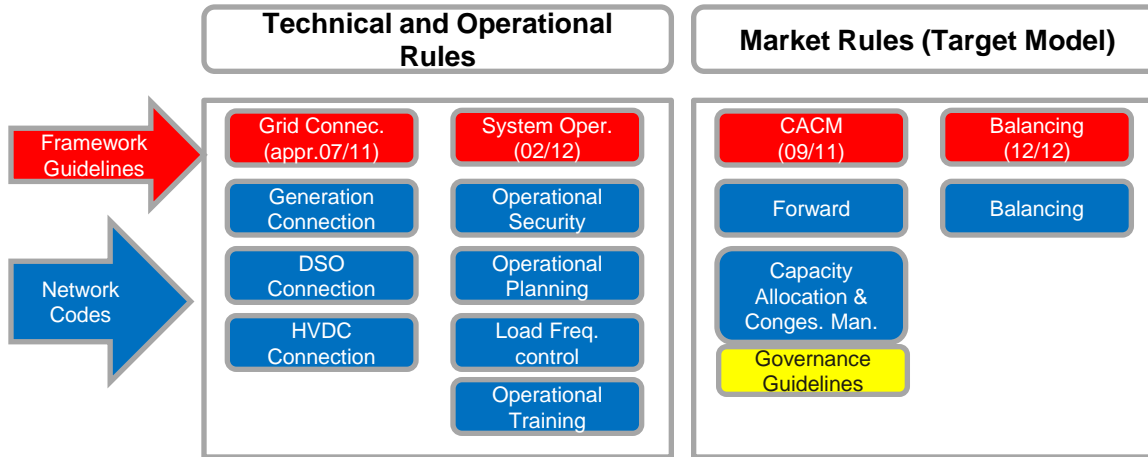 Technical and Operational
Rules
Market Rules (Target Model)
Framework
Guidelines
Grid Connec.
(appr.07/11)
System Oper.
(02/12)
CACM
(09/11)
Balancing
(12/12)
Network
Codes
Generation
Connection
Operational
Security
Forward
Balancing
DSO
Connection
Operational
Planning
Capacity
Allocation &
Conges. Man.
HVDC
Connection
Load Freq.
control
Governance
Guidelines
Operational
Training